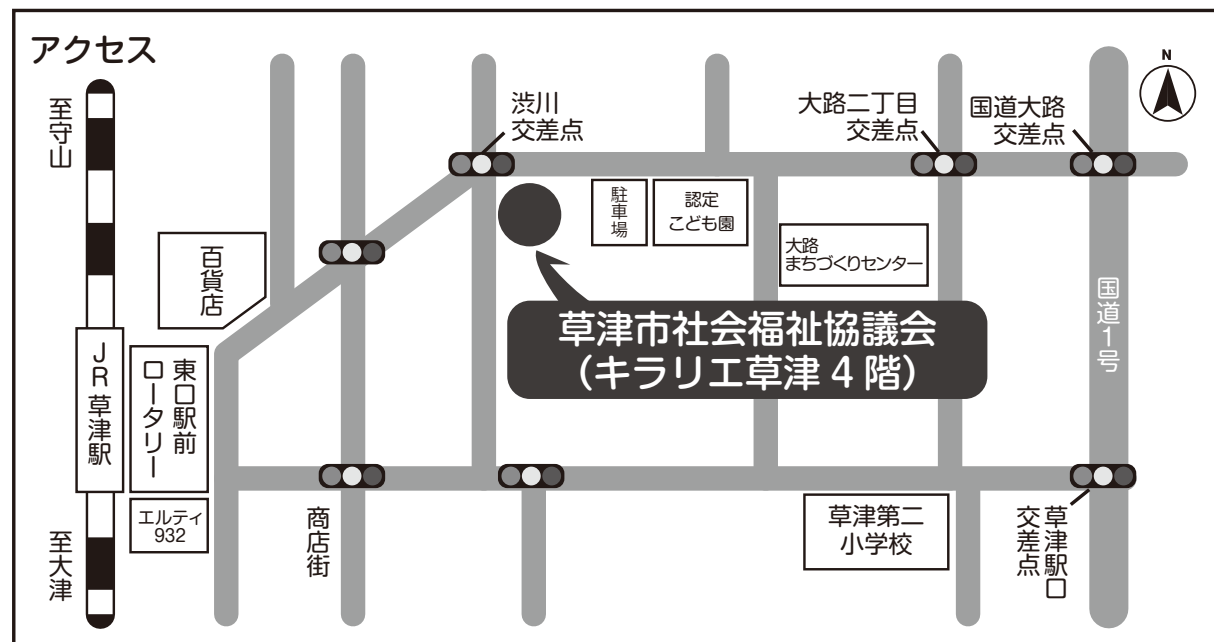 アクセス
N
至守山
渋川
交差点
大路二丁目
交差点
国道大路
交差点
駐車場
認定
こども園
百貨店
大路
まちづくりセンター
国道1号
草津市社会福祉協議会
（キラリエ草津4階）
JR草津駅
東口駅前
ロータリー
エルティ
932
至大津
商店街
草津第二
小学校
草津駅口
交差点